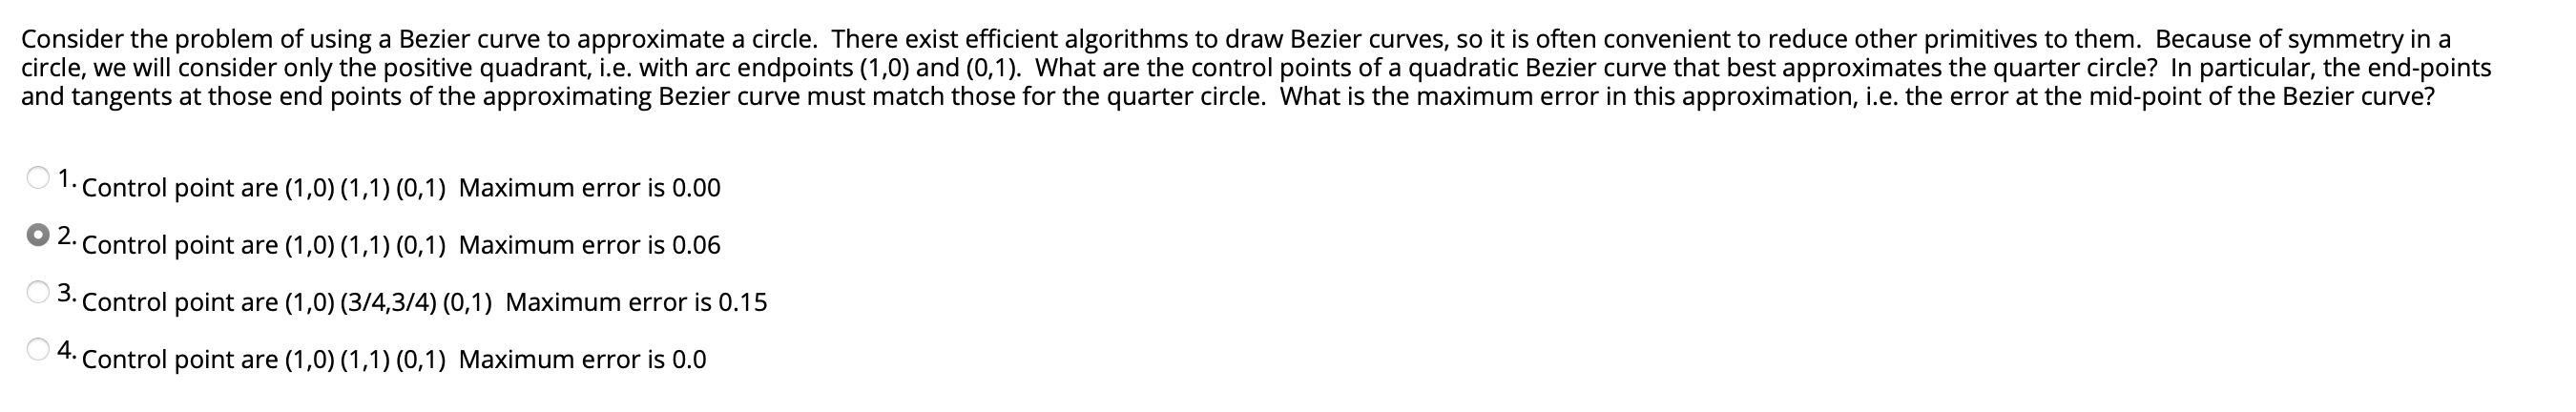 Consider the problem of using a Bezier curve to approximate a circle. There exist efficient algorithms to draw Bezier curves, so it is often convenient to reduce other primitives to them. Because of symmetry in a
circle, we will consider only the positive quadrant, i.e. with arc endpoints (1,0) and (0,1). What are the control points of a quadratic Bezier curve that best approximates the quarter circle? In particular, the end-points
and tangents at those end points of the approximating Bezier curve must match those for the quarter circle. What is the maximum error in this approximation, i.e. the error at the mid-point of the Bezier curve?
1. Control point are (1,0) (1,1) (0,1) Maximum error is 0.00
2. Control point are (1,0) (1,1) (0,1) Maximum error is 0.06
3. Control point are (1,0) (3/4,3/4) (0,1) Maximum error is 0.15
4. Control point are (1,0) (1,1) (0,1) Maximum error is 0.0